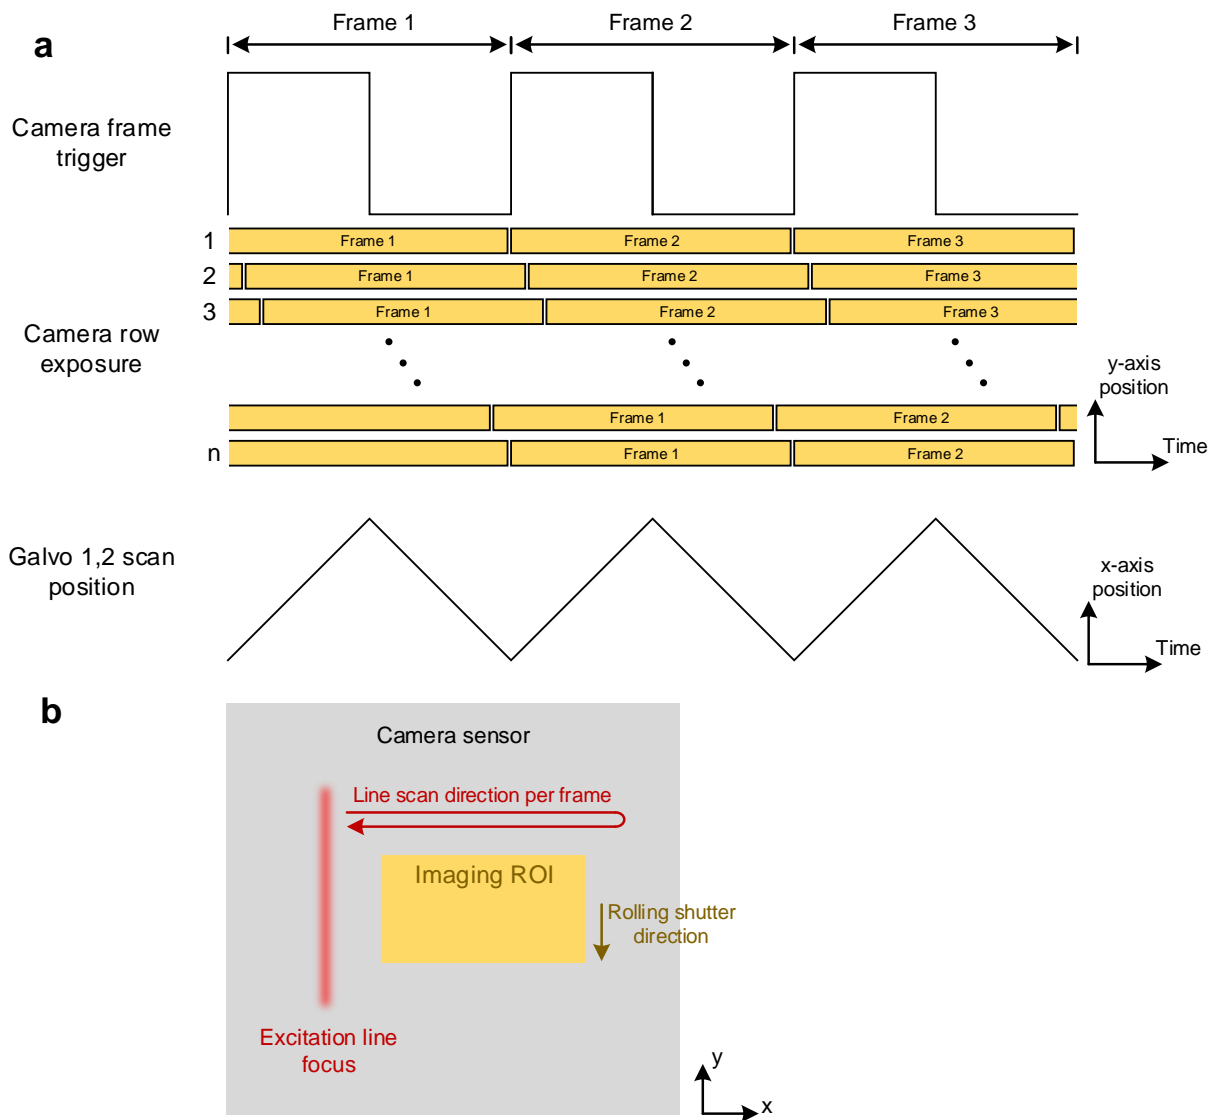 a
Frame 1
Frame 2
Frame 3
Camera frame
trigger
1
Frame 1
Frame 2
Frame 3
2
Frame 1
Frame 2
Frame 3
3
Frame 1
Frame 2
Frame 3
Camera row
exposure
Frame 1
Frame 2
n
Frame 1
Frame 2
y-axis
position
Time
Galvo 1,2 scan
position
x-axis
position
Time
b
Camera sensor
Line scan direction per frame
Imaging ROI
Rolling shutter
direction
Excitation line
focus
y
x